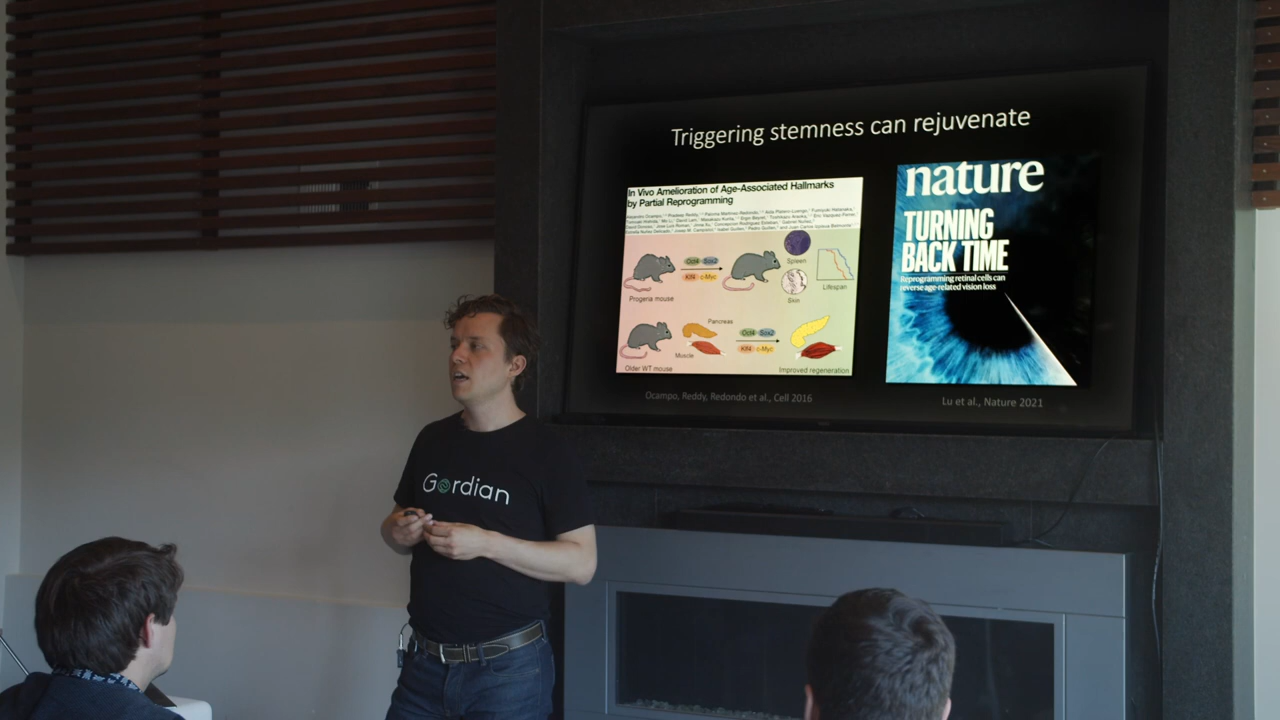 Triggering stemness can rejuvenate
In Vivo Amelioration of Age-Associated Hallmarks
by Partial Reprogramming
Progeria mouse
Oct4 Sox2
Klf4 c-Myc
Spleen
Skin
Lifespan
Older WT mouse
Pancreas
Muscle
Oct4 Sox2
Klf4 c-Myc
Improved regeneration
Ocampo, Reddy, Redondo et al., Cell 2016
nature
TURNING
BACK TIME
Reprogramming retinal cells can
reverse age-related vision loss
Lu et al., Nature 2021
Gordian